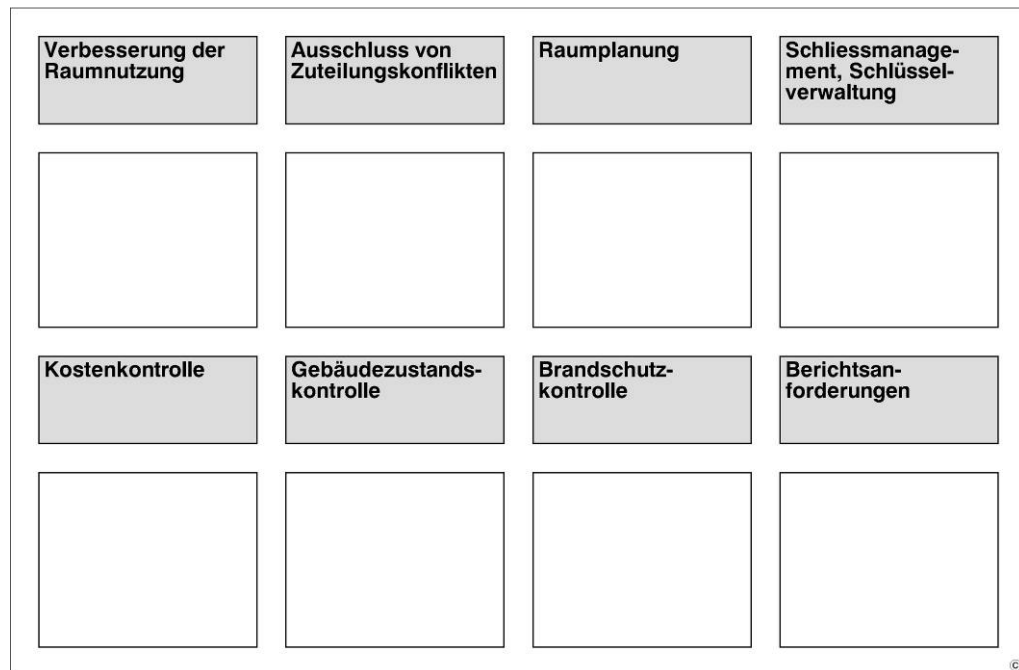 Verbesserung der
Raumnutzung
Ausschluss von
Zuteilungskonflikten
Raumplanung
Schliessmanage-
ment, Schlüssel-
verwaltung
Kostenkontrolle
Gebäudezustands-
kontrolle
Brandschutz-
kontrolle
Berichtsan-
forderungen
©